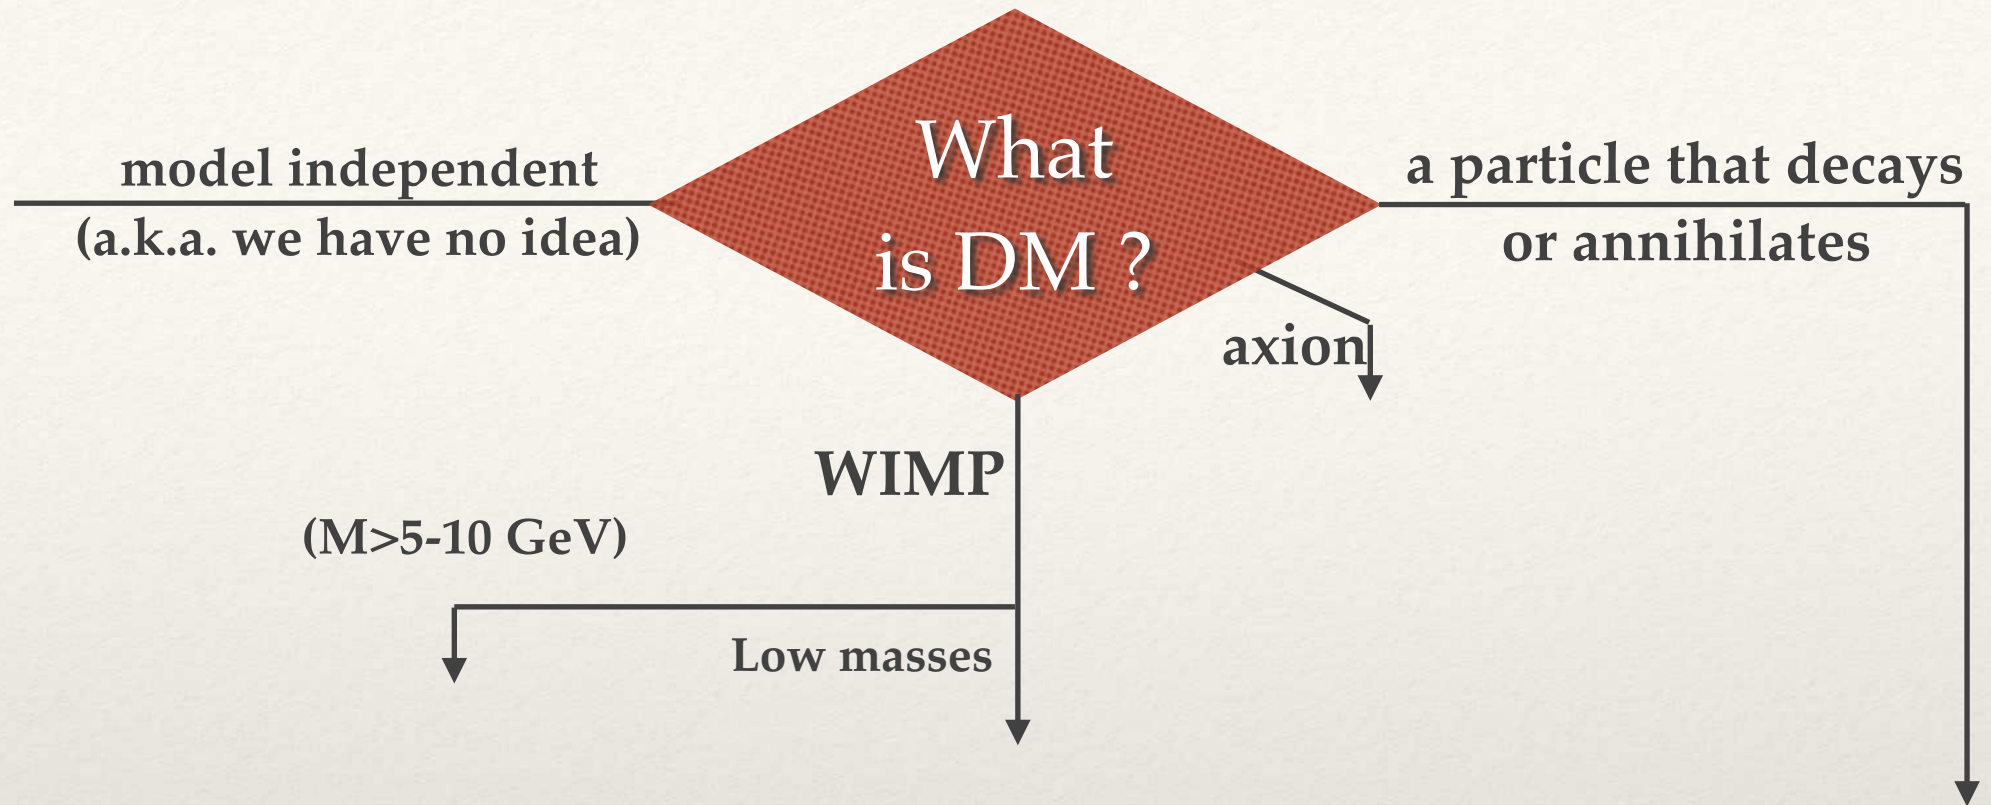 What
is DM ?
model independent
(a.k.a. we have no idea)
a particle that decays
or annihilates
axion
WIMP
(M>5-10 GeV)
Low masses